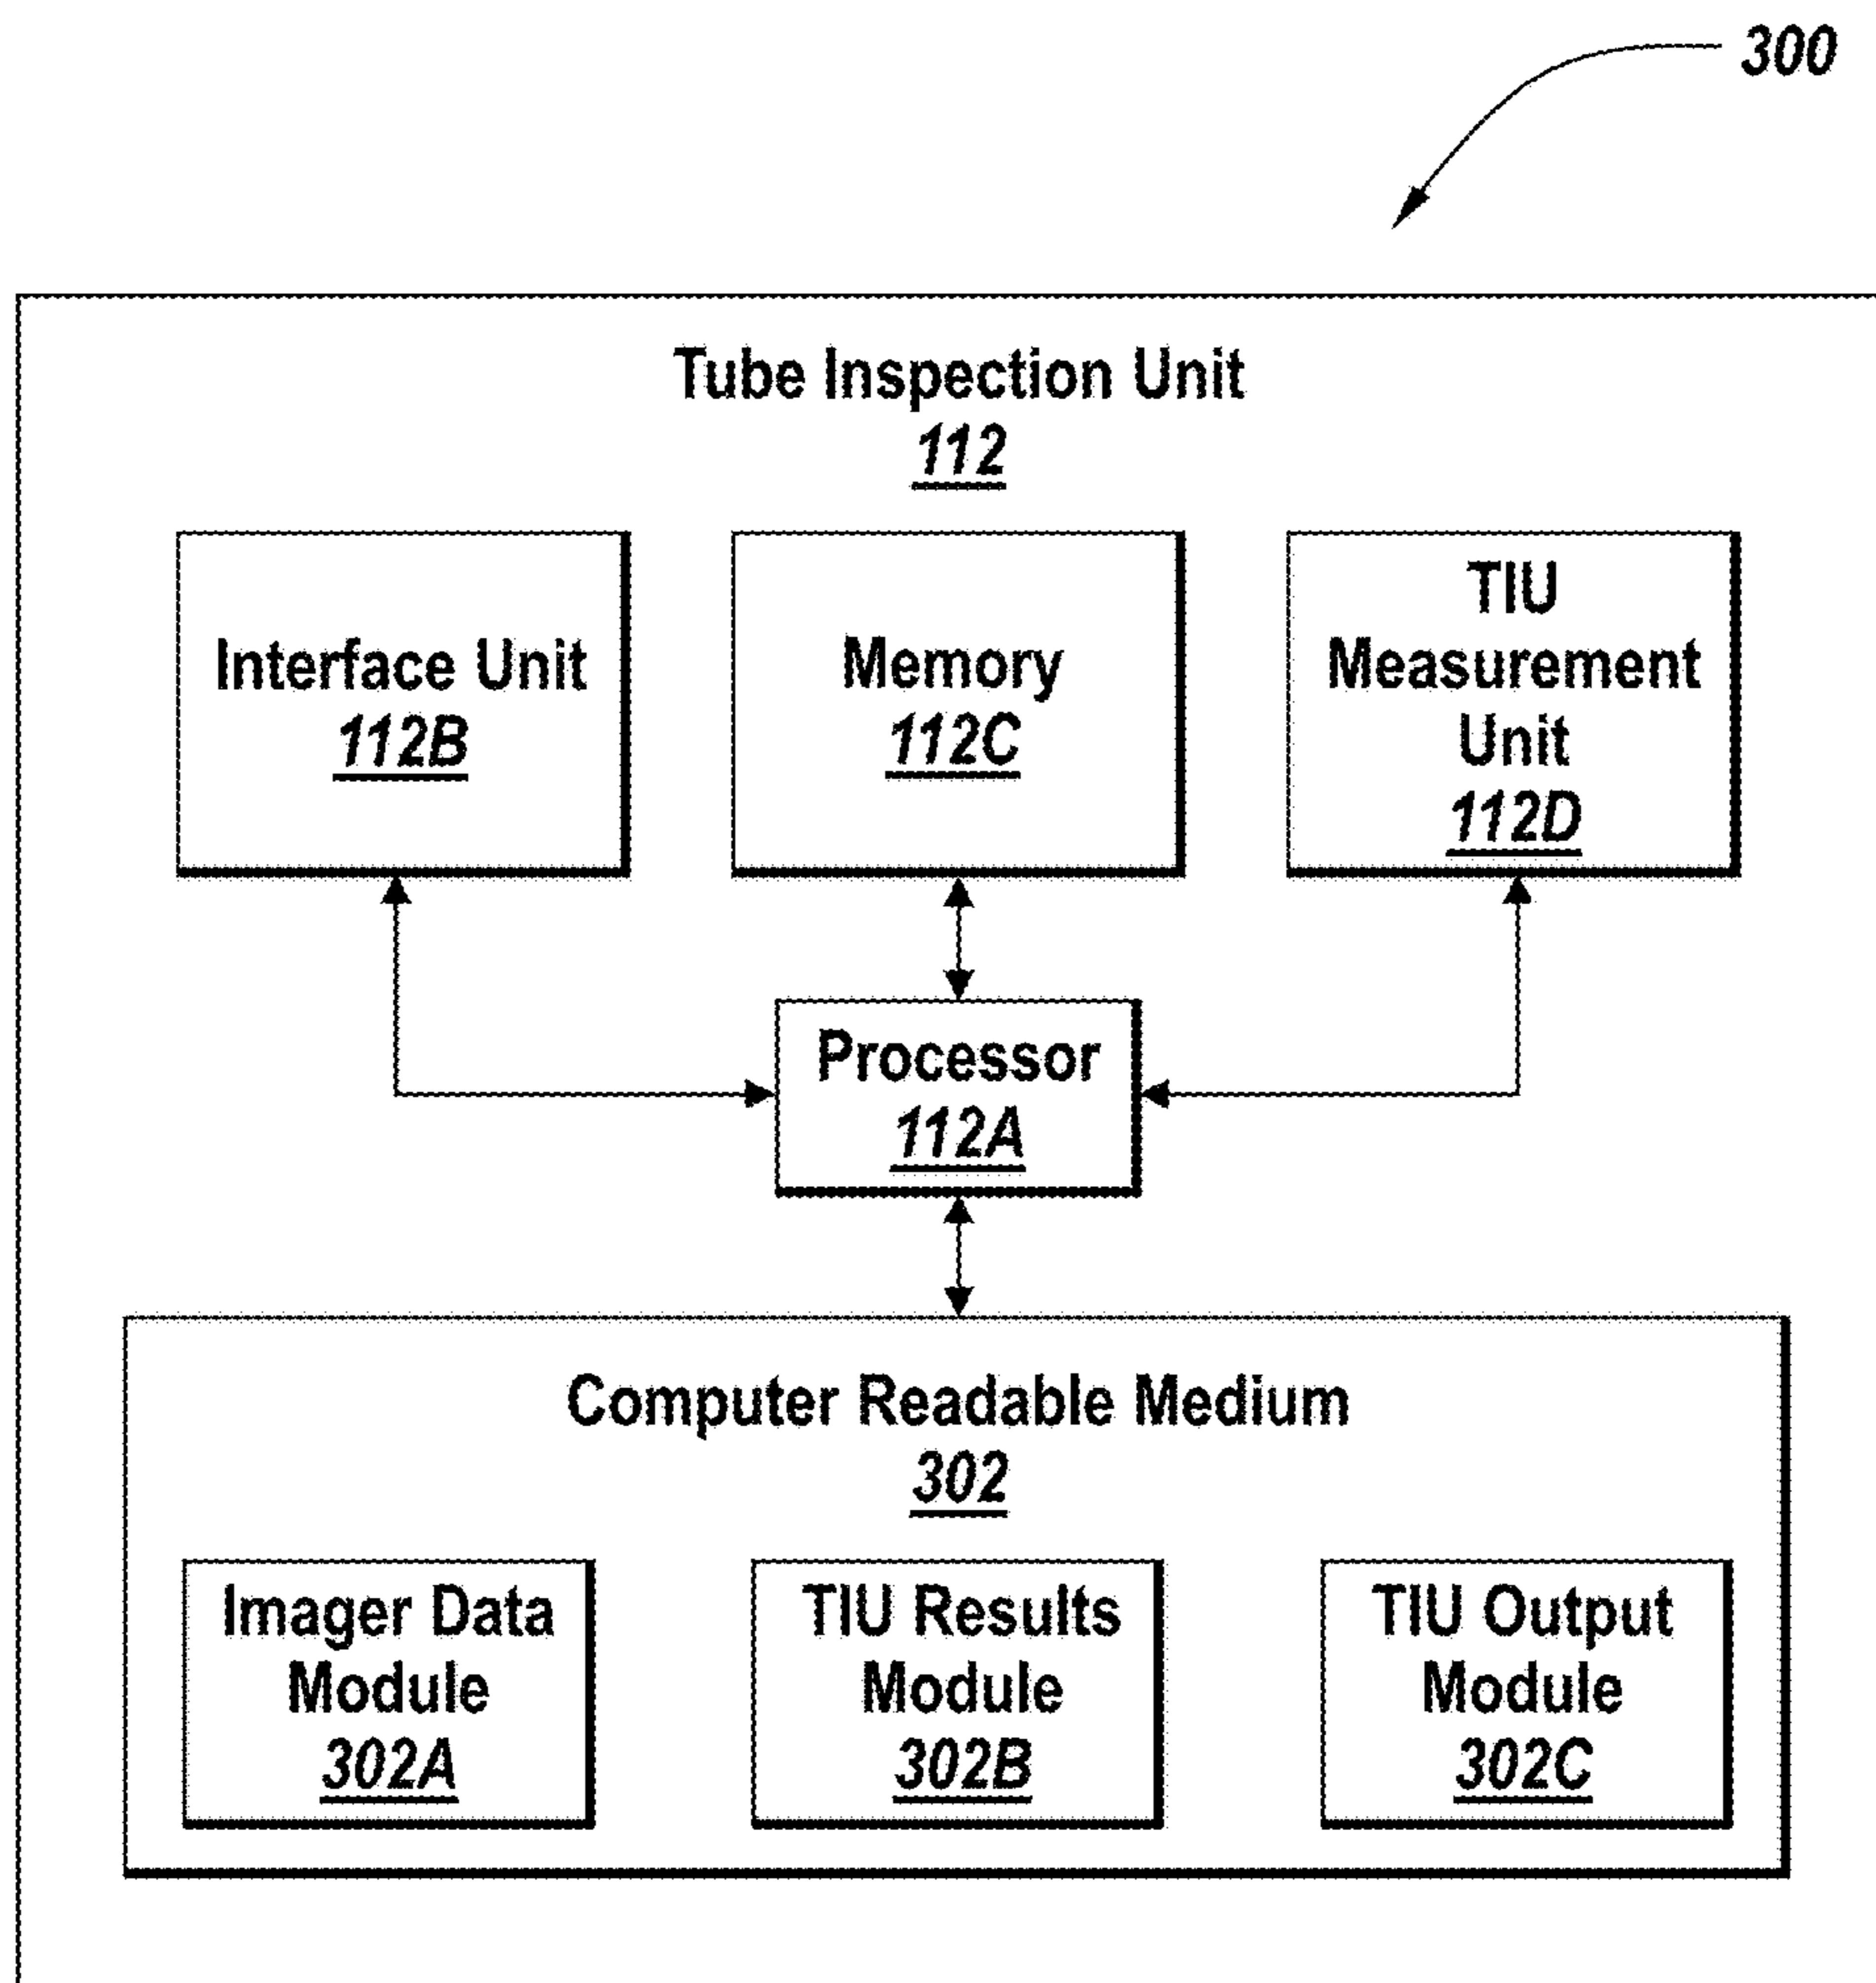 300
Tube Inspection Unit
112
Interface Unit
112B
Memory
112C
TIU
Measurement
Unit
112D
Processor
112A
Computer Readable Medium
302
Imager Data
Module
302A
TIU Results
Module
302B
TIU Output
Module
302C